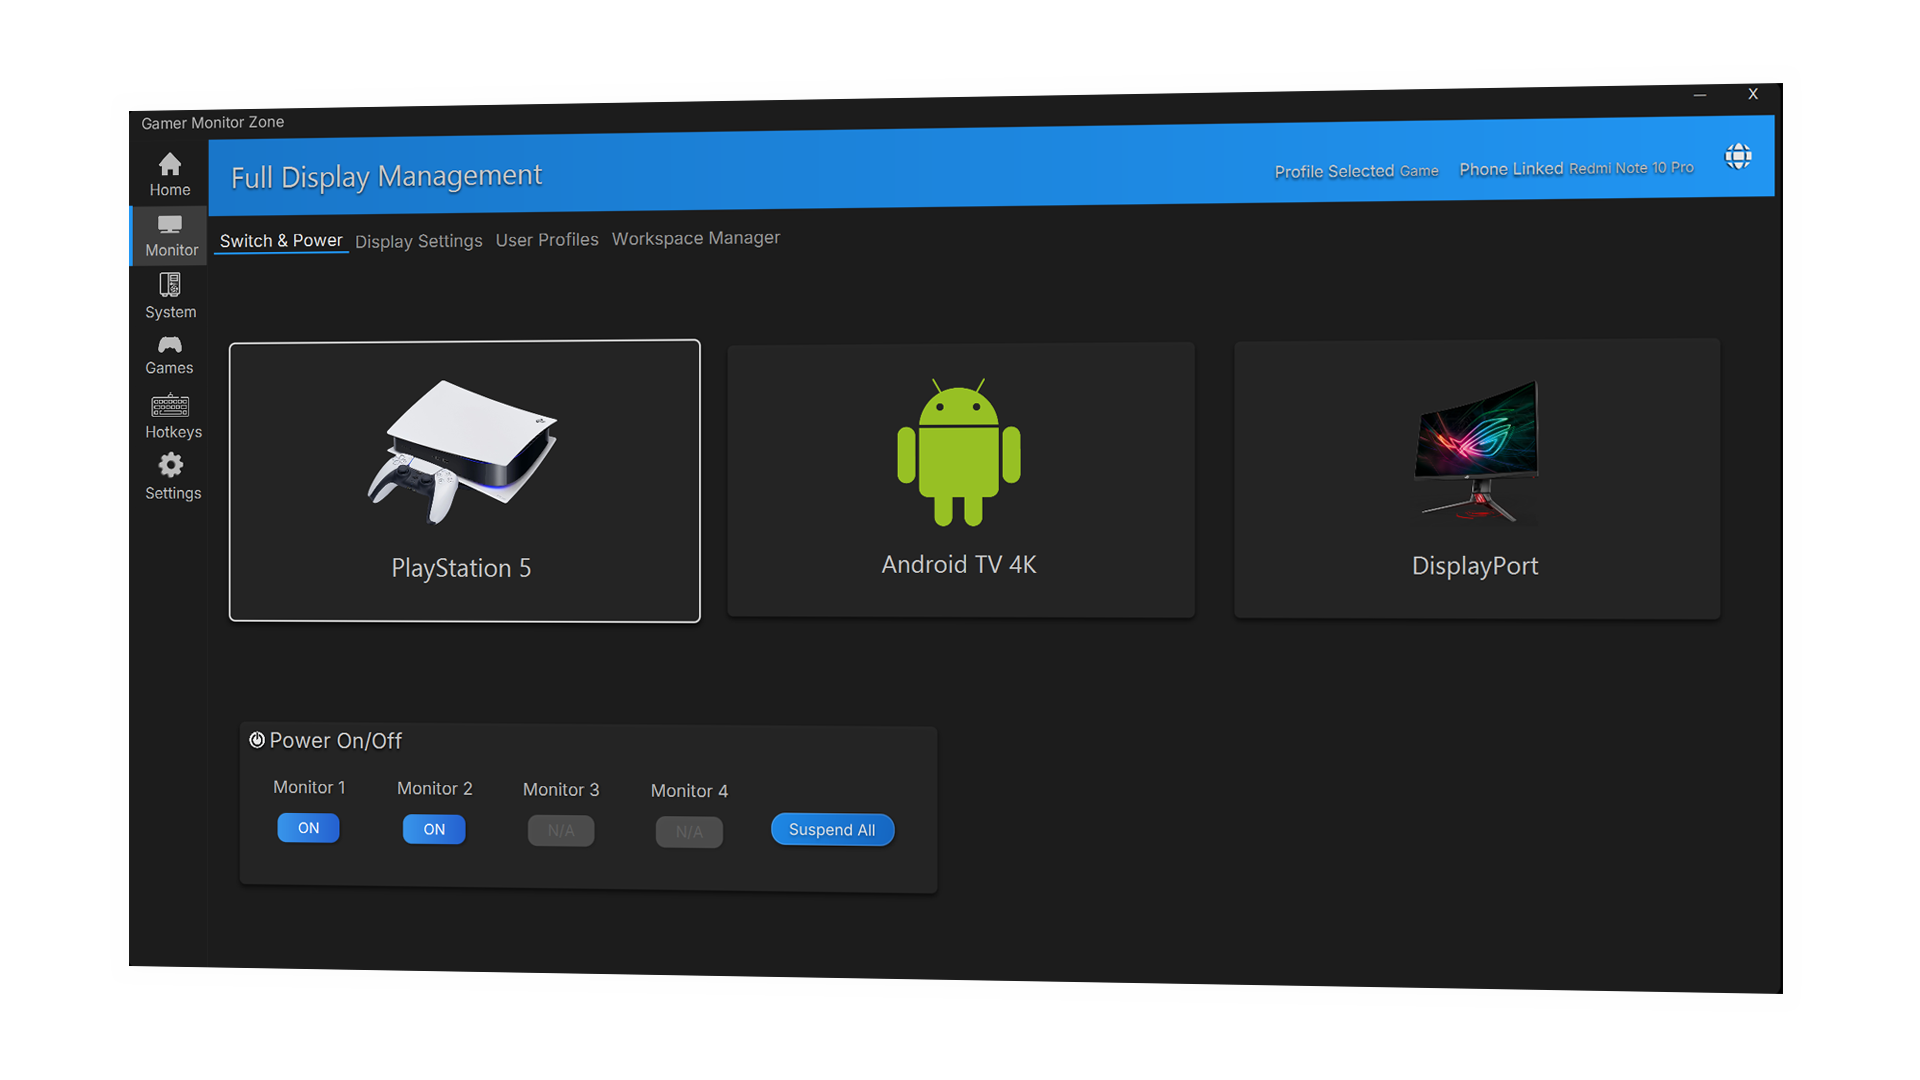 Gamer Monitor Zone
X
Home
Monitor
System
Games
Hotkeys
Settings
Full Display Management
Profile Selected Game
Phone Linked Redmi Note 10 Pro
Switch & Power
Display Settings
User Profiles
Workspace Manager
PlayStation 5
Android TV 4K
DisplayPort
Power On/Off
Monitor 1
Monitor 2
Monitor 3
Monitor 4
ON
ON
N/A
N/A
Suspend All